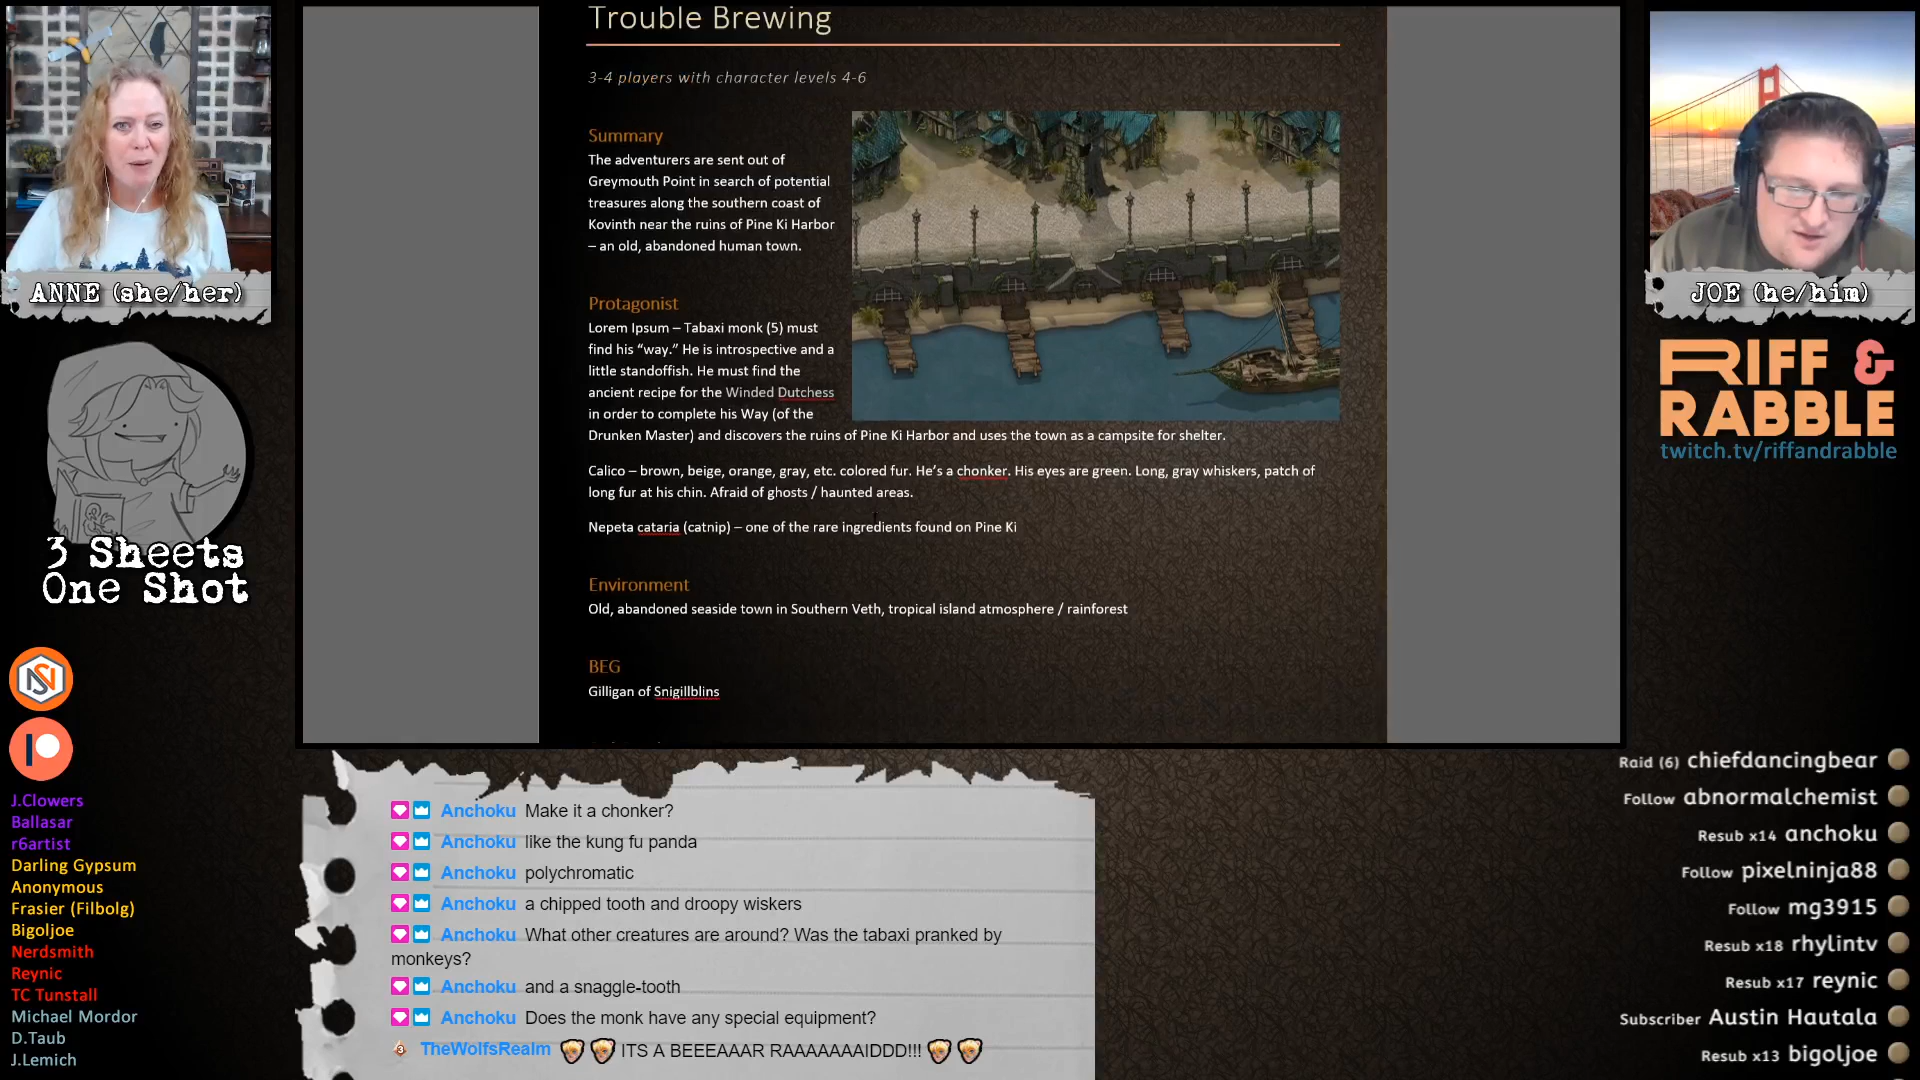 Trouble Brewing
3-4 players with character levels 4-6
Summary
The adventurers are sent out of
Greymouth Point in search of potential
treasures along the southern coast of
Kovinth near the ruins of Pine Ki Harbor
– an old, abandoned human town.
Protagonist
Lorem Ipsum – Tabaxi monk (5) must
find his “way.” He is introspective and a
little standoffish. He must find the
ancient recipe for the Winded Dutchess
in order to complete his Way (of the
Drunken Master) and discovers the ruins of Pine Ki Harbor and uses the town as a campsite for shelter.
Calico – brown, beige, orange, gray, etc. colored fur. He’s a chonker. His eyes are green. Long, gray whiskers, patch of
long fur at his chin. Afraid of ghosts / haunted areas.
Nepeta cataria (catnip) – one of the rare ingredients found on Pine Ki
Environment
Old, abandoned seaside town in Southern Veth, tropical island atmosphere / rainforest
BEG
Gilligan of Snigillblins
ANNE (she/her)
JOE (he/him)
RIFF &
RABBLE
twitch.tv/riffandrabble
3 Sheets
One Shot
J.Clowers
Ballasar
r6artist
Darling Gypsum
Anonymous
Frasier (Filbolg)
Bigoljoe
Nerdsmith
Reynic
TC Tunstall
Michael Mordor
D.Taub
J.Lemich
Anchoku Make it a chonker?
Anchoku like the kung fu panda
Anchoku polychromatic
Anchoku a chipped tooth and droopy wiskers
Anchoku What other creatures are around? Was the tabaxi pranked by
monkeys?
Anchoku and a snaggle-tooth
Anchoku Does the monk have any special equipment?
TheWolfsRealm ITS A BEEEAAAR RAAAAAAAIDDD!!!
Raid (6) chiefdancingbear
Follow abnormalchemist
Resub x14 anchoku
Follow pixelninja88
Follow mg3915
Resub x18 rhylintv
Resub x17 reynic
Subscriber Austin Hautala
Resub x13 bigoljoe